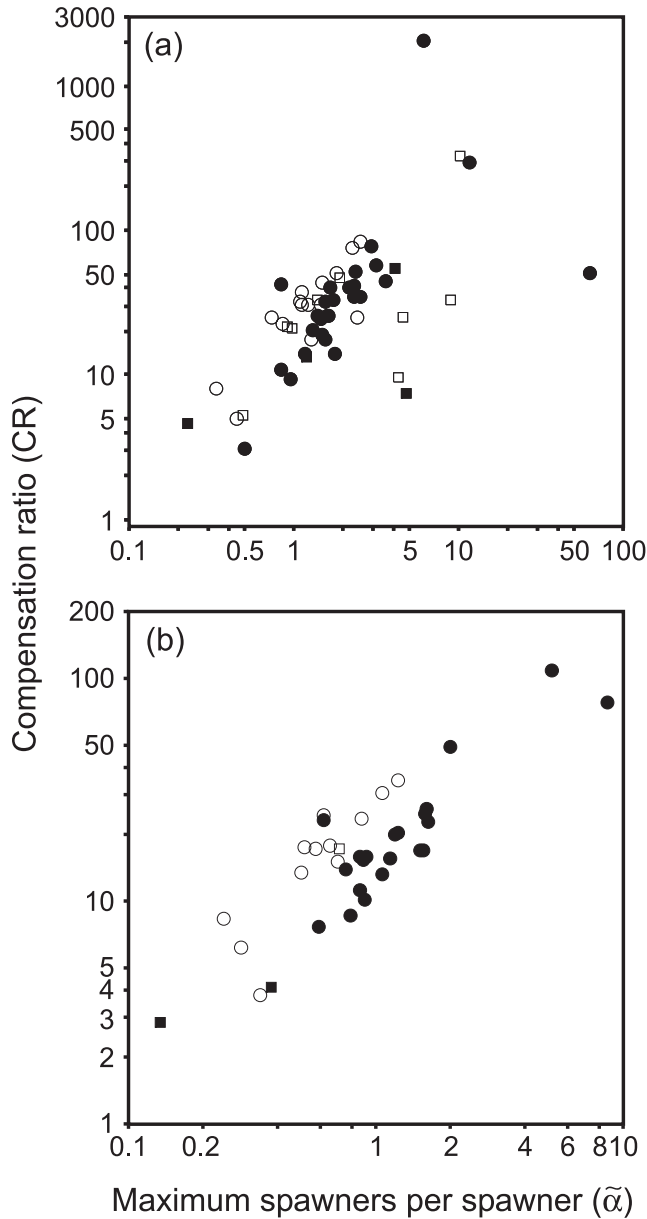 (a)
3000
1000
500
100
50
10
5
1
0.1 0.5 1 5 10 50 100
Compensation ratio (CR)
(b)
200
100
50
10
5
4
3
2
1
0.1 0.2 1 2 4 6 8 10
Maximum spawners per spawner (α̃)